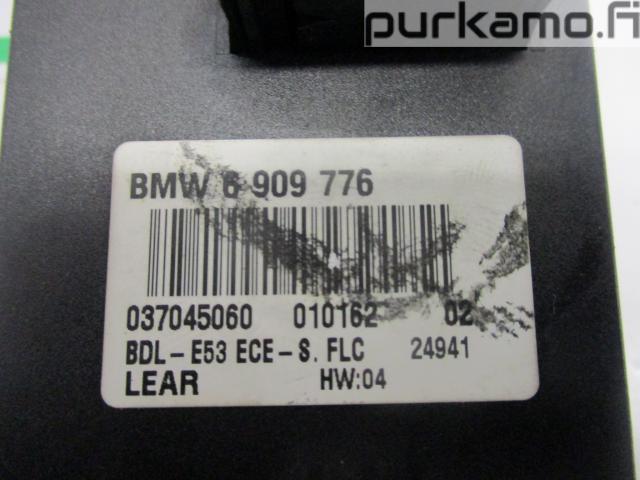 purkamo.fi
BMW 6 909 776
037045060 010162 02
BDL-E53 ECE-S. FLC 24941
LEAR HW:04